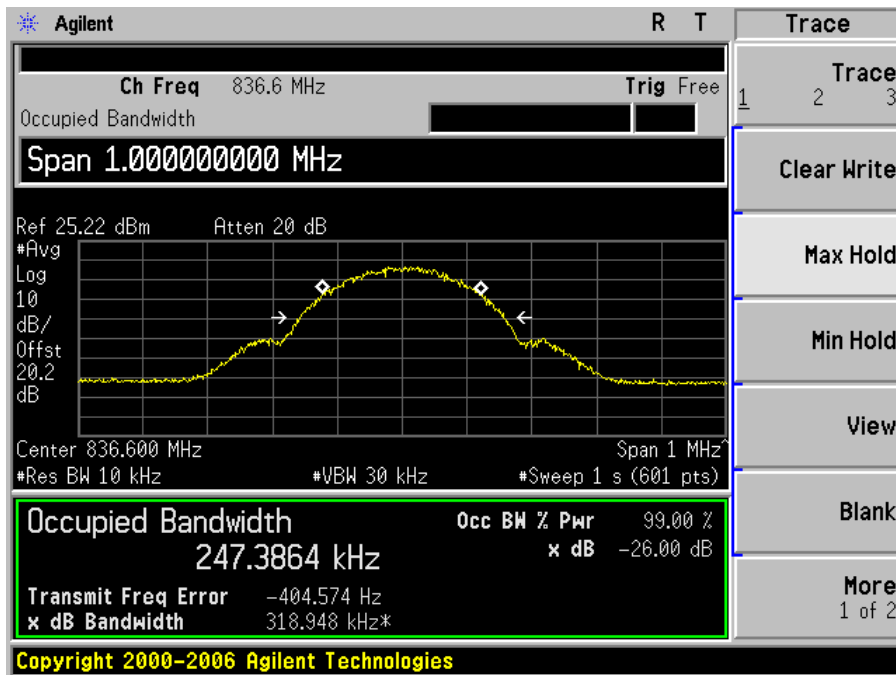 Agilent R T
Ch Freq 836.6 MHz Trig Free
Occupied Bandwidth
Span 1.000000000 MHz
Ref 25.22 dBm Atten 20 dB
#Avg
Log
10
dB/
Offst
20.2
dB
Center 836.600 MHz Span 1 MHz^
#Res BW 10 kHz #VBW 30 kHz #Sweep 1 s (601 pts)
Occupied Bandwidth Occ BW % Pwr 99.00 %
247.3864 kHz x dB -26.00 dB
Transmit Freq Error -404.574 Hz
x dB Bandwidth 318.948 kHz*
Copyright 2000-2006 Agilent Technologies
Trace
Trace
1 2 3
Clear Write
Max Hold
Min Hold
View
Blank
More
1 of 2